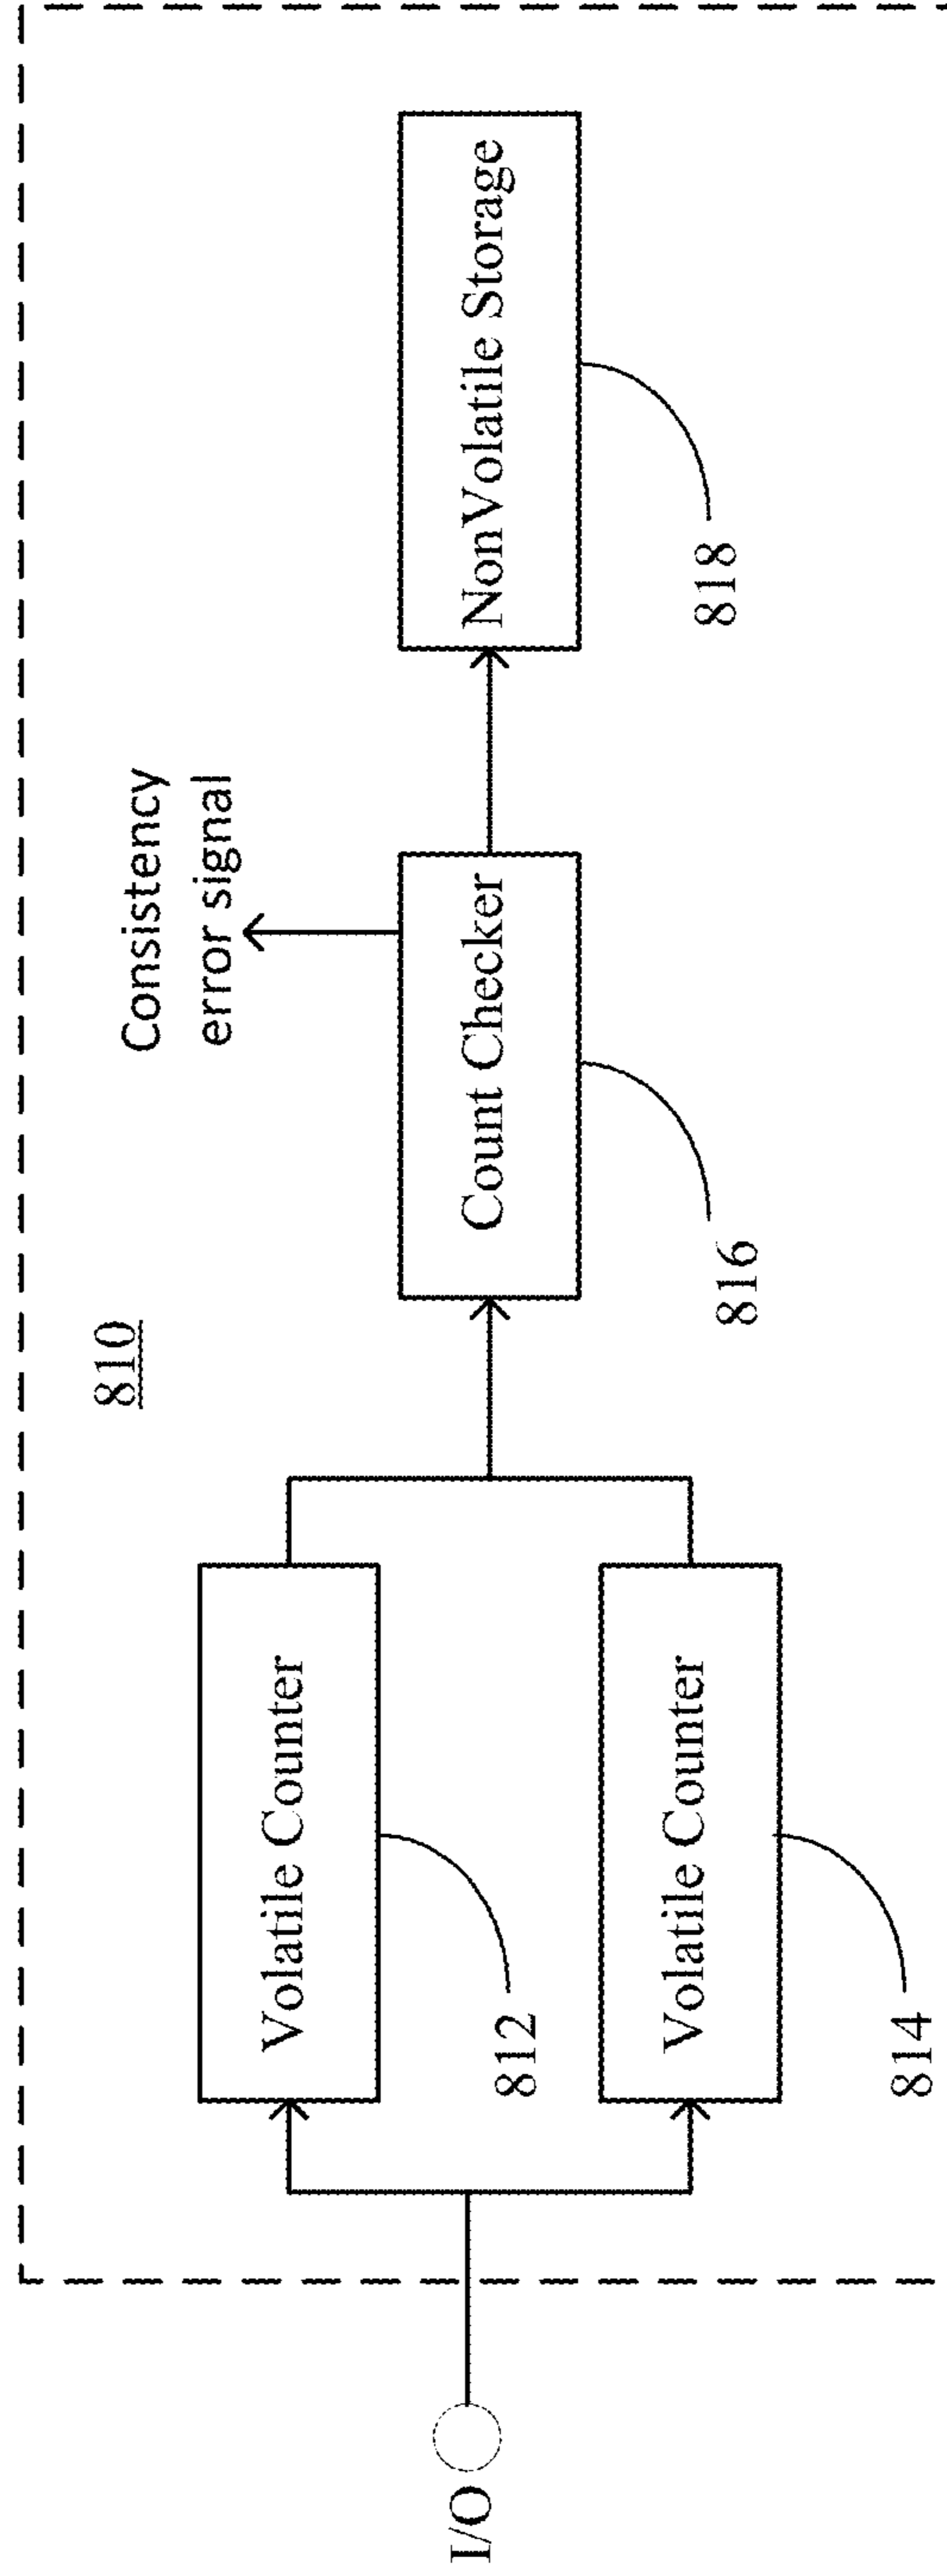 810
Consistency
error signal
I/O
Volatile Counter
812
Volatile Counter
814
Count Checker
816
NonVolatile Storage
818